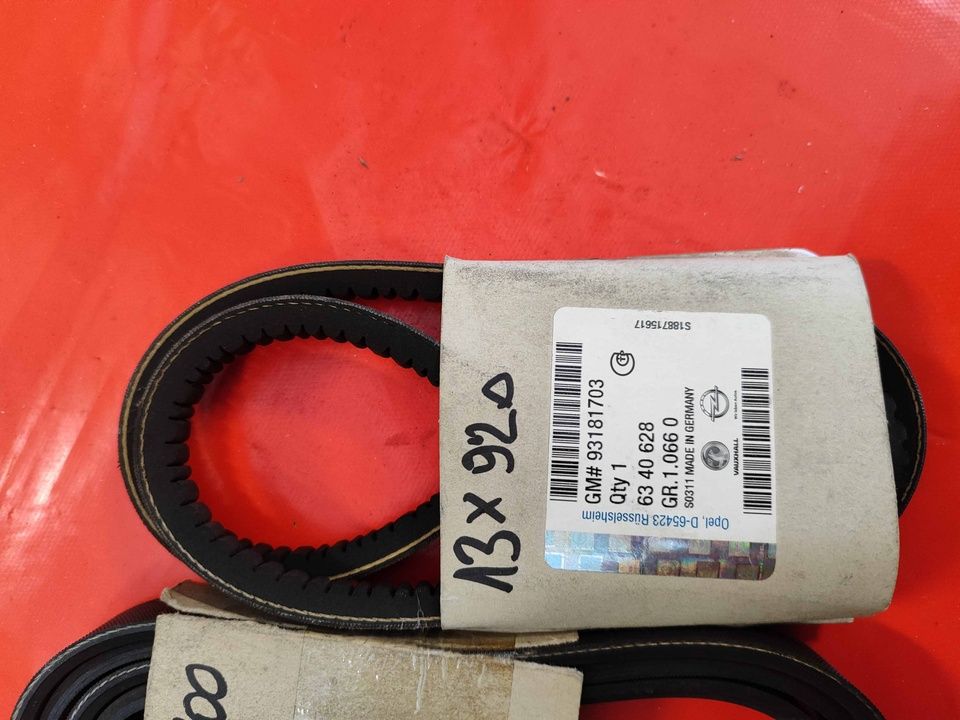 13 x 920
S188715617
GM# 93181703
Qty 1
63 40 628
GR.1.066 0
S0311 MADE IN GERMANY
VAUXHALL
Opel, D-65423 Rüsselsheim
00